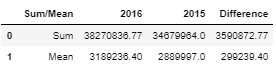 Sum/Mean 2016 2015 Difference
0 Sum 38270836.77 34679964.0 3590872.77
1 Mean 3189236.40 2889997.0 299239.40